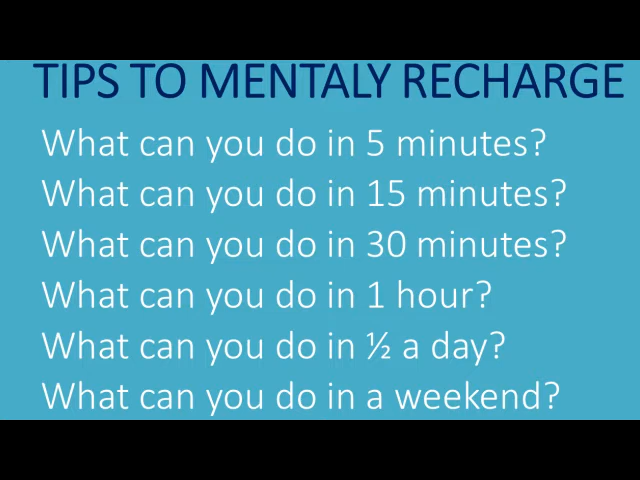 TIPS TO MENTALY RECHARGE
What can you do in 5 minutes?
What can you do in 15 minutes?
What can you do in 30 minutes?
What can you do in 1 hour?
What can you do in ½ a day?
What can you do in a weekend?